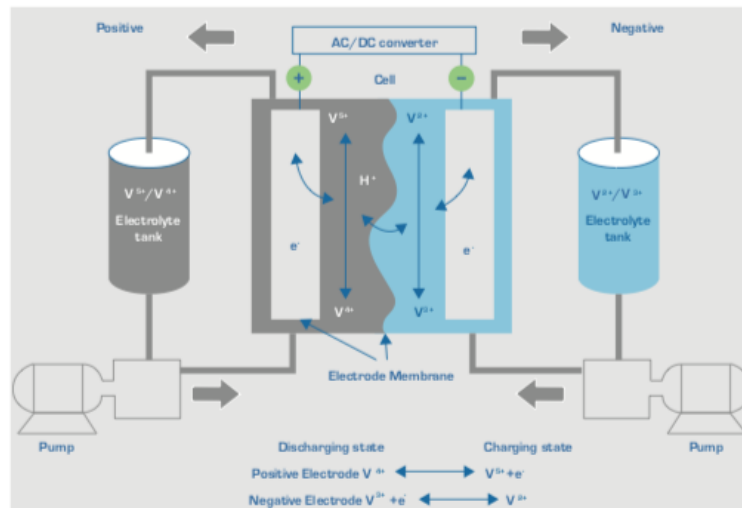 Positive
Negative
AC/DC converter
+
−
Cell
V⁵⁺
V²⁺
H⁺
V⁵⁺/V⁴⁺
Electrolyte
tank
V²⁺/V³⁺
Electrolyte
tank
e⁻
e⁻
V⁴⁺
V³⁺
Electrode Membrane
Pump
Pump
Discharging state
Charging state
Positive Electrode V⁴⁺
V⁵⁺+e⁻
Negative Electrode V³⁺+e⁻
V²⁺